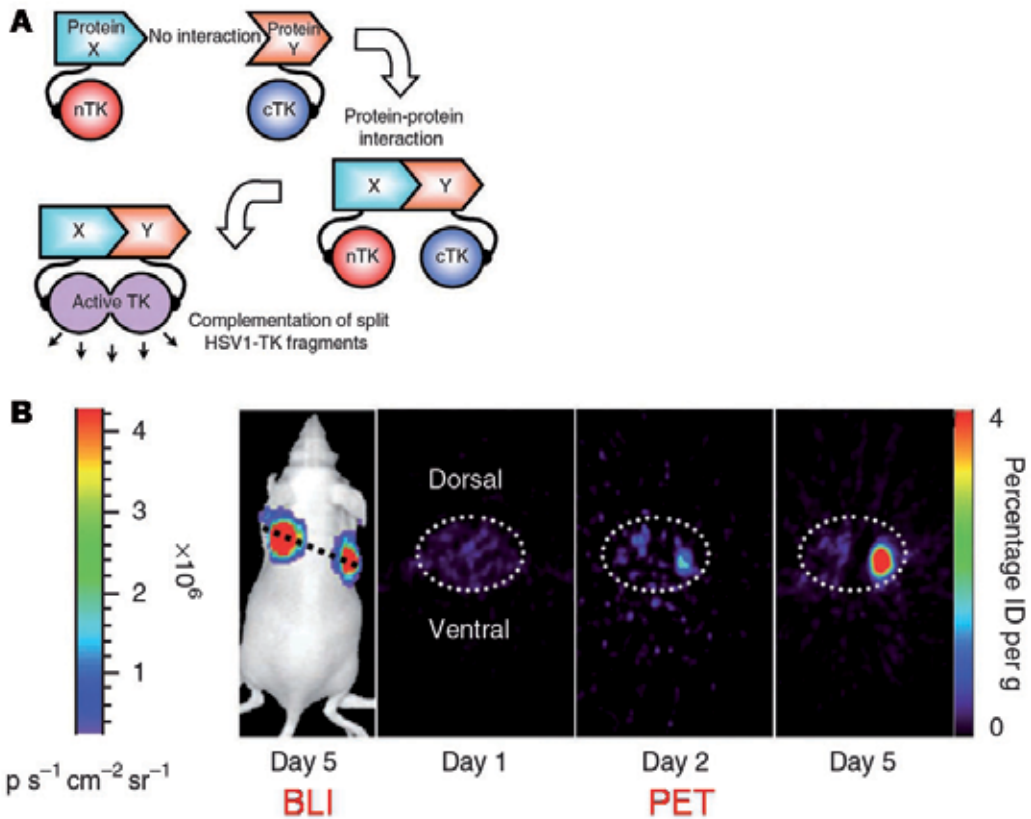 A
Protein
X
No interaction
Protein
Y
nTK
cTK
Protein-protein
interaction
X
Y
nTK
cTK
X
Y
Active TK
Complementation of split
HSV1-TK fragments
B
4
3
2
1
×10⁶
p s⁻¹ cm⁻² sr⁻¹
Dorsal
Ventral
4
Percentage ID per g
0
Day 5
Day 1
Day 2
Day 5
BLI
PET